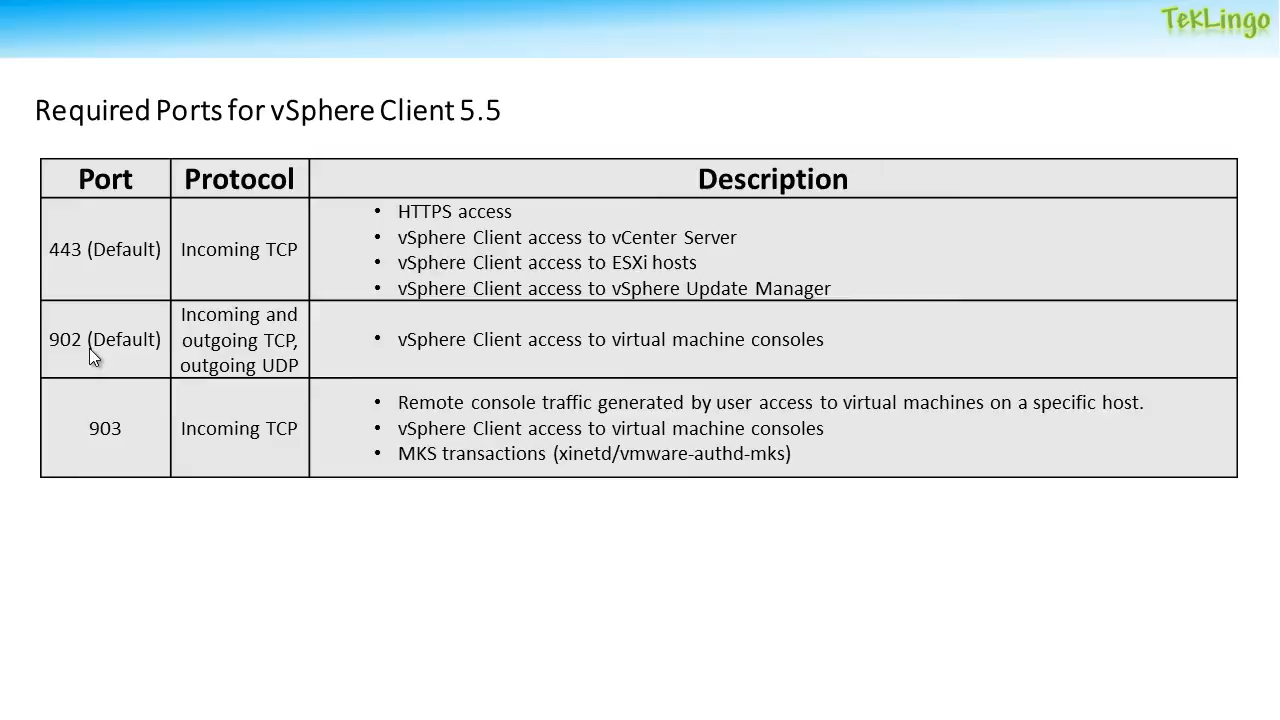 TekLingo
Required Ports for vSphere Client 5.5
Port Protocol Description
443 (Default) Incoming TCP
• HTTPS access
• vSphere Client access to vCenter Server
• vSphere Client access to ESXi hosts
• vSphere Client access to vSphere Update Manager
902 (Default)
Incoming and
outgoing TCP,
outgoing UDP
• vSphere Client access to virtual machine consoles
903
Incoming TCP
• Remote console traffic generated by user access to virtual machines on a specific host.
• vSphere Client access to virtual machine consoles
• MKS transactions (xinetd/vmware-authd-mks)